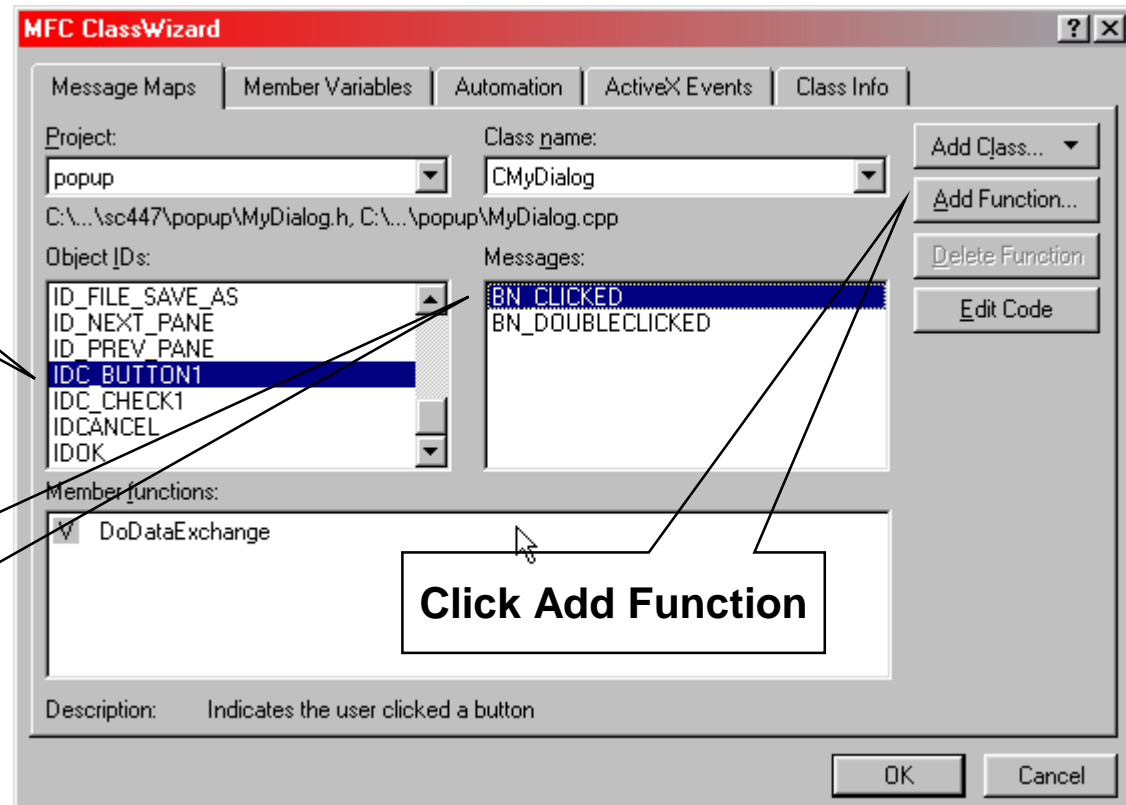 MFC ClassWizard
Message Maps
Member Variables
Automation
ActiveX Events
Class Info
Project:
Class name:
popup
CMyDialog
Add Class...
Add Function...
Delete Function
Edit Code
C:\...\sc447\popup\MyDialog.h, C:\...\popup\MyDialog.cpp
Object IDs:
Messages:
ID_FILE_SAVE_AS
ID_NEXT_PANE
ID_PREV_PANE
IDC_BUTTON1
IDC_CHECK1
IDCANCEL
IDOK
BN_CLICKED
BN_DOUBLECLICKED
Member functions:
V DoDataExchange
Click Add Function
Description: Indicates the user clicked a button
OK
Cancel